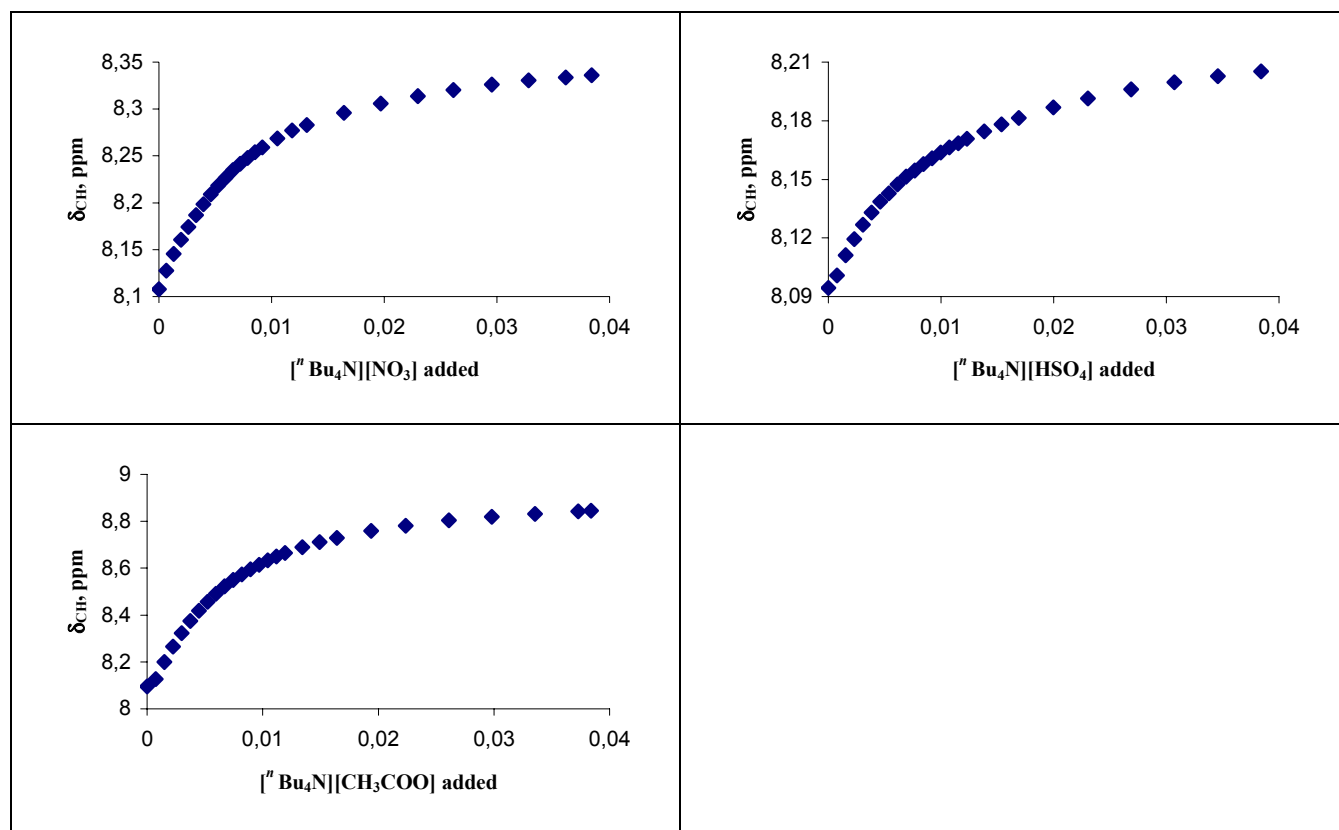 8,35
8,3
8,25
8,2
8,15
8,1
δCH, ppm
0 0,01 0,02 0,03 0,04
[ⁿ Bu₄N][NO₃] added
8,21
8,18
8,15
8,12
8,09
δCH, ppm
0 0,01 0,02 0,03 0,04
[ⁿ Bu₄N][HSO₄] added
9
8,8
8,6
8,4
8,2
8
δCH, ppm
0 0,01 0,02 0,03 0,04
[ⁿ Bu₄N][CH₃COO] added